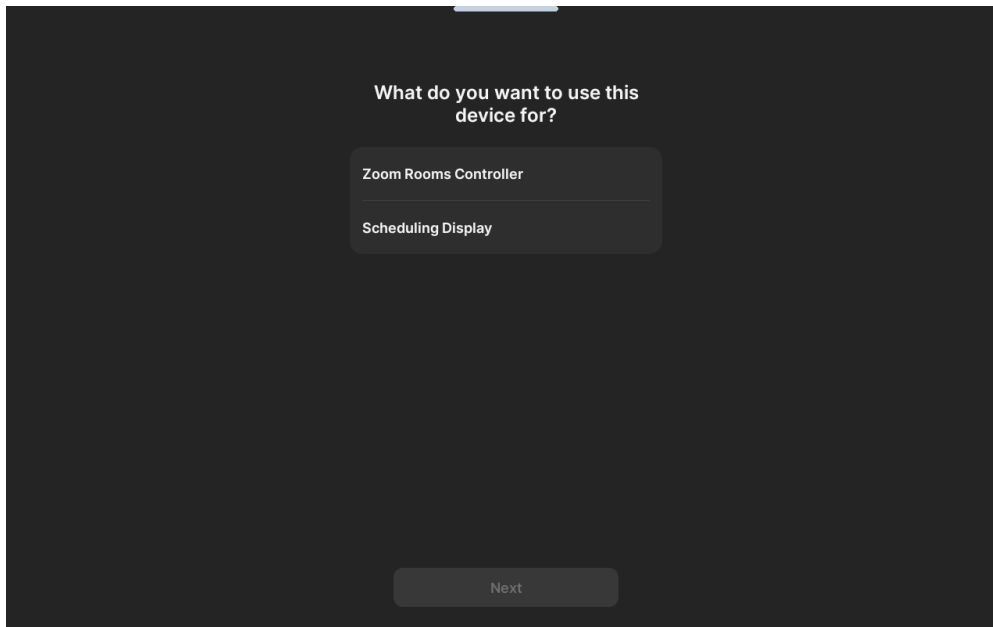 What do you want to use this
device for?
Zoom Rooms Controller
Scheduling Display
Next